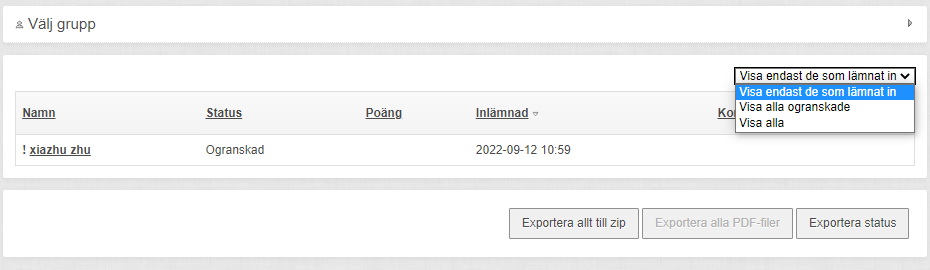 Välj grupp
Visa endast de som lämnat in
Visa endast de som lämnat in
Visa alla ogranskade
Visa alla
Namn Status Poäng Inlämnad
! xiazhu zhu Ogranskad 2022-09-12 10:59
Exportera allt till zip Exportera alla PDF-filer Exportera status